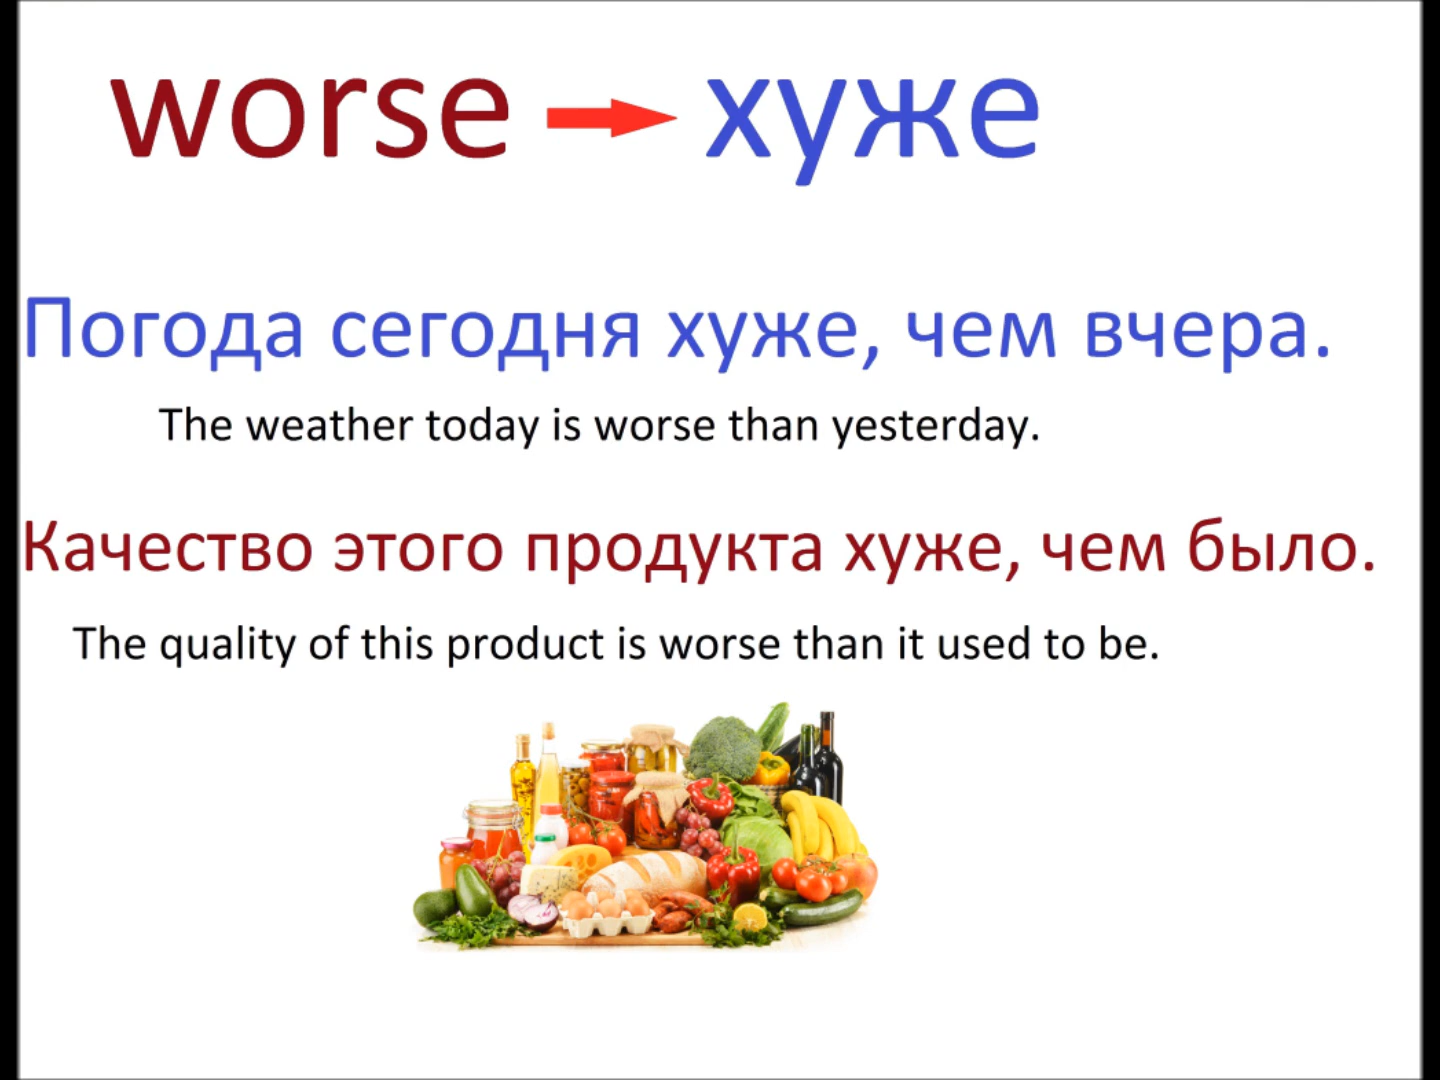 worse хуже
Погода сегодня хуже, чем вчера.
The weather today is worse than yesterday.
Качество этого продукта хуже, чем было.
The quality of this product is worse than it used to be.